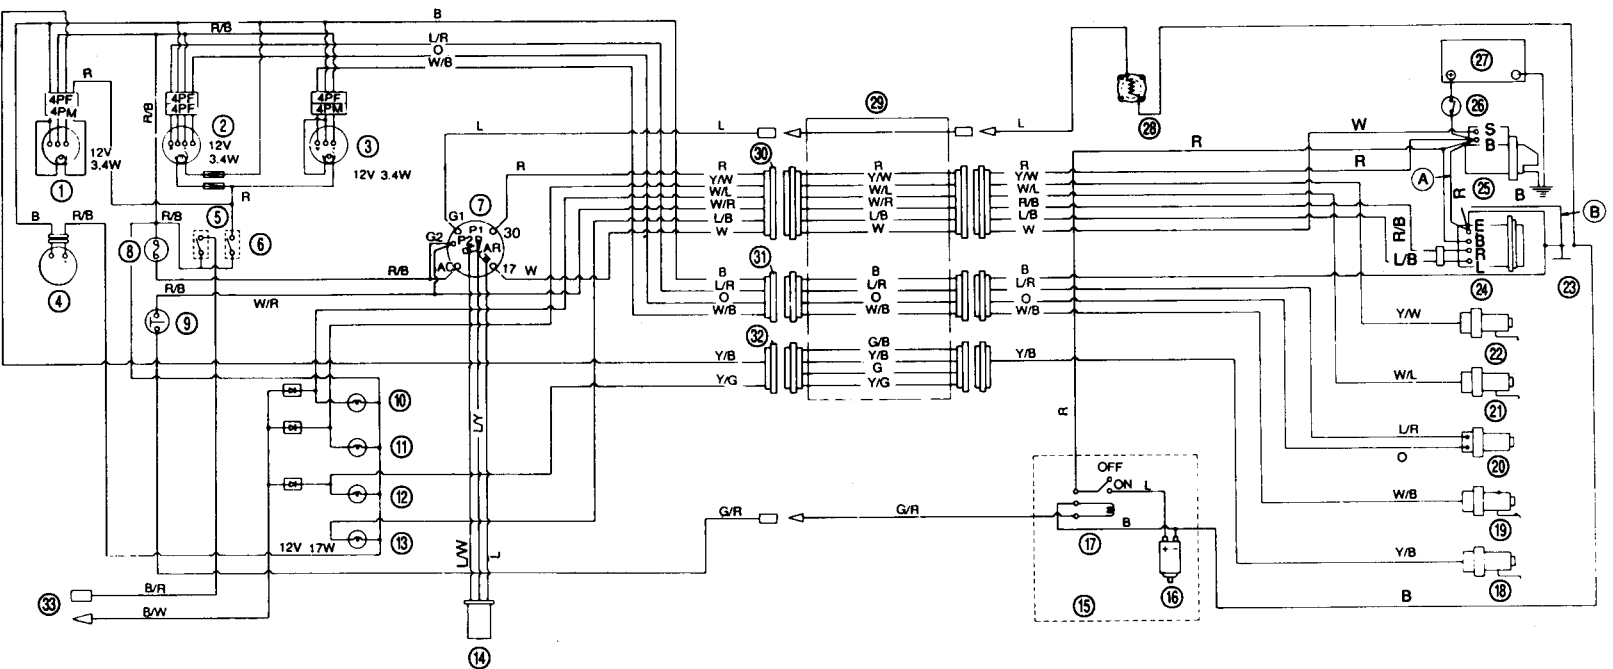 B
R/B
L/R
O
W/B
R
4PF
4PM
12V
3.4W
①
R/B
4PF
4PF
②
12V
3.4W
4PF
4PM
③
12V 3.4W
R
B
R/B
④
R/B
⑤
⑥
⑧
⑨
R/B
W/R
R/B
L
R
⑦
G1
G2
P1
P2
AR
AC
30
17
W
L
㉙
L
㉚
R
Y/W
W/L
W/R
L/B
W
R
Y/W
W/L
W/R
L/B
W
R
Y/W
W/L
R/B
L/B
W
㉛
B
L/R
O
W/B
B
L/R
O
W/B
B
L/R
O
W/B
㉜
Y/B
Y/G
G/B
Y/B
G
Y/G
Y/B
㉘
㉗
㉖
W
R
R
S
B
㉕
B
A
R
B
R/B
L/B
E
B
R
L
㉔
㉓
Y/W
㉒
W/L
㉑
L/R
O
⑳
W/B
⑲
Y/B
⑱
B
R
OFF
ON
L
B
⑰
⑯
⑮
G/R
G/R
⑩
⑪
⑫
⑬
12V 17W
L/Y
L/W
L
⑭
㉝
B/R
B/W